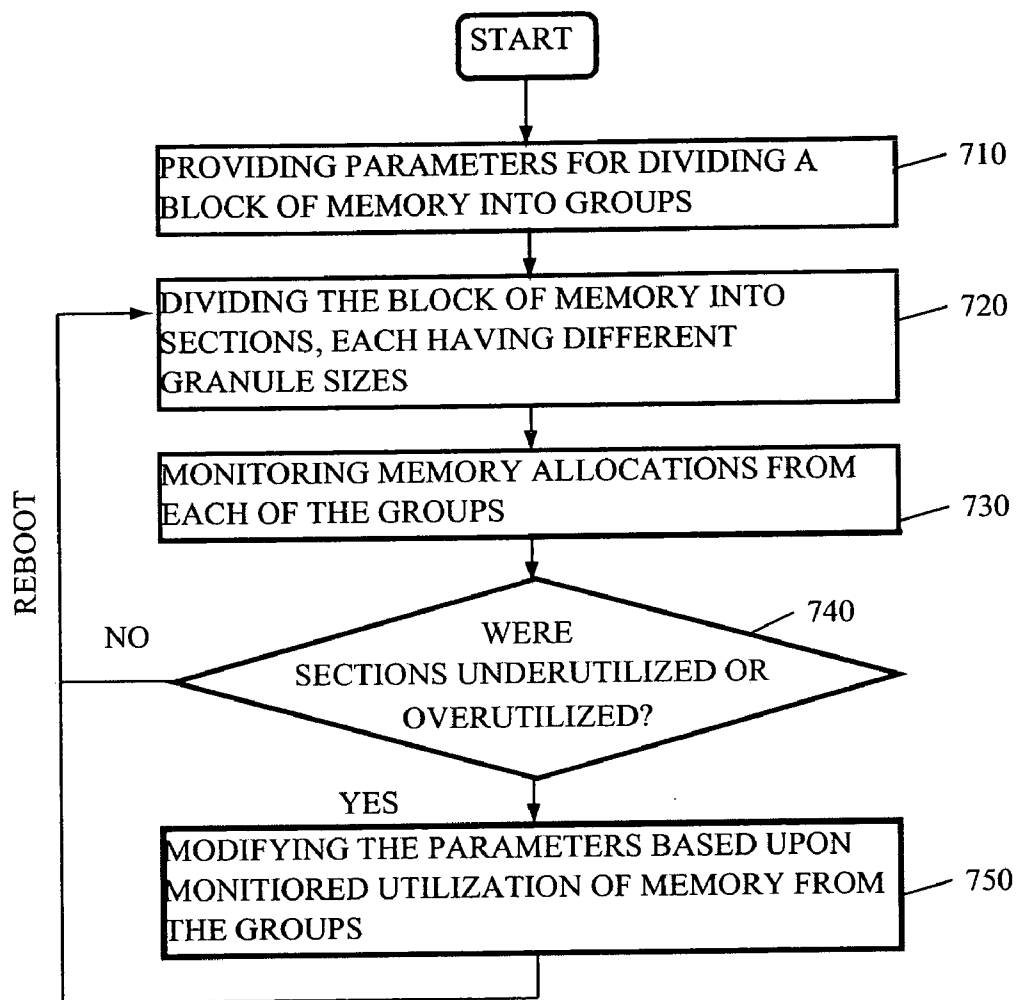 START
PROVIDING PARAMETERS FOR DIVIDING A
BLOCK OF MEMORY INTO GROUPS
710
DIVIDING THE BLOCK OF MEMORY INTO
SECTIONS, EACH HAVING DIFFERENT
GRANULE SIZES
720
MONITORING MEMORY ALLOCATIONS FROM
EACH OF THE GROUPS
730
REBOOT
NO
WERE
SECTIONS UNDERUTILIZED OR
OVERUTILIZED?
740
YES
MODIFYING THE PARAMETERS BASED UPON
MONITIORED UTILIZATION OF MEMORY FROM
THE GROUPS
750